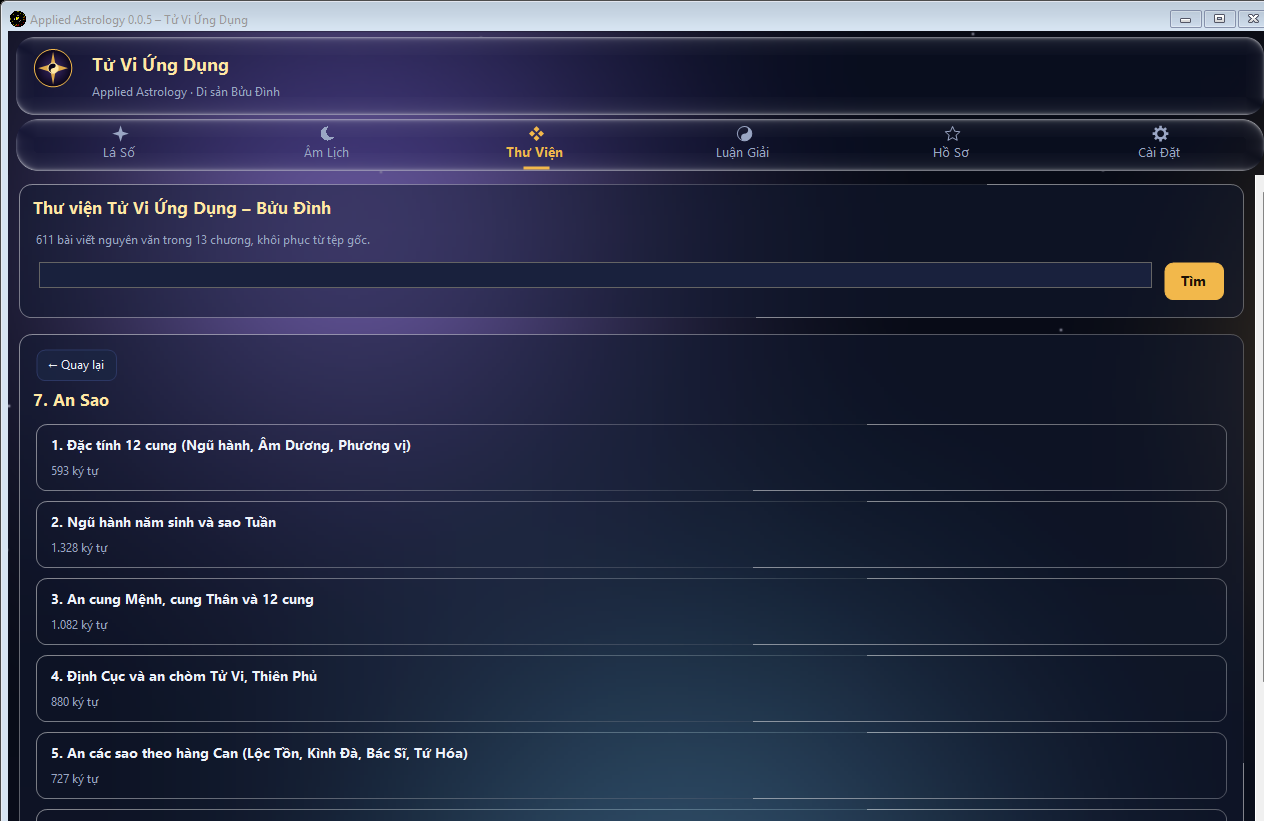 Applied Astrology 0.0.5 – Tử Vi Ứng Dụng
Tử Vi Ứng Dụng
Applied Astrology · Di sản Bửu Đình
Lá Số
Âm Lịch
Thư Viện
Luận Giải
Hồ Sơ
Cài Đặt
Thư viện Tử Vi Ứng Dụng – Bửu Đình
611 bài viết nguyên văn trong 13 chương, khôi phục từ tệp gốc.
Tìm
← Quay lại
7. An Sao
1. Đặc tính 12 cung (Ngũ hành, Âm Dương, Phương vị)
593 ký tự
2. Ngũ hành năm sinh và sao Tuần
1.328 ký tự
3. An cung Mệnh, cung Thân và 12 cung
1.082 ký tự
4. Định Cục và an chòm Tử Vi, Thiên Phủ
880 ký tự
5. An các sao theo hàng Can (Lộc Tồn, Kình Đà, Bác Sĩ, Tứ Hóa)
727 ký tự